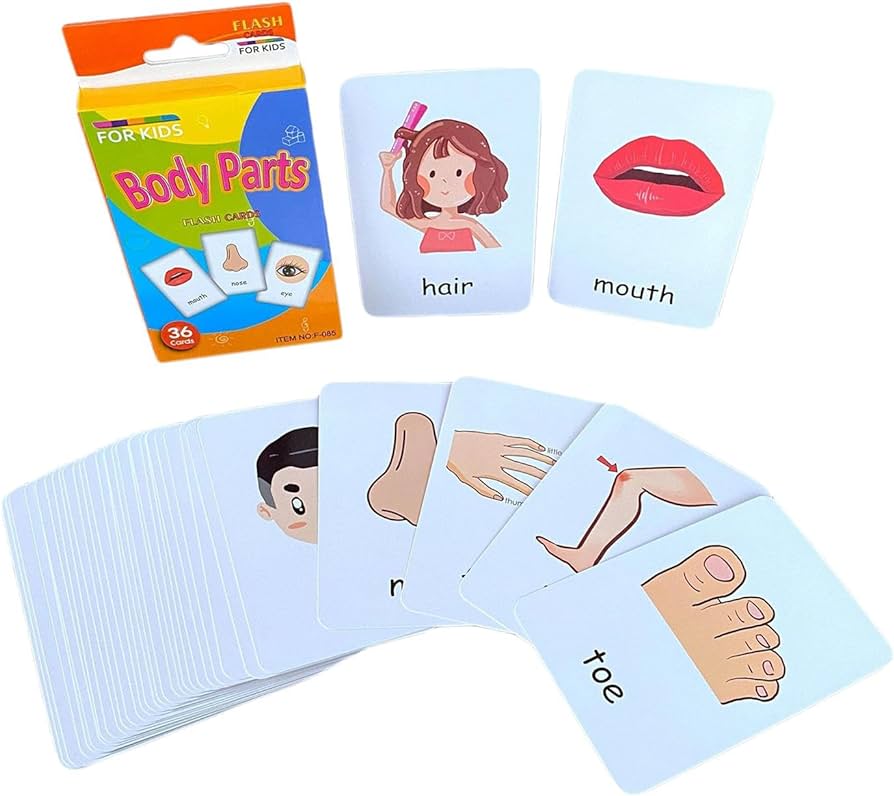 FLASH
CARDS
FOR KIDS
FOR KIDS
Body Parts
FLASH CARDS
mouth
nose
eye
36
Cards
ITEM NO:F-085
hair
mouth
little
thum
n
toe